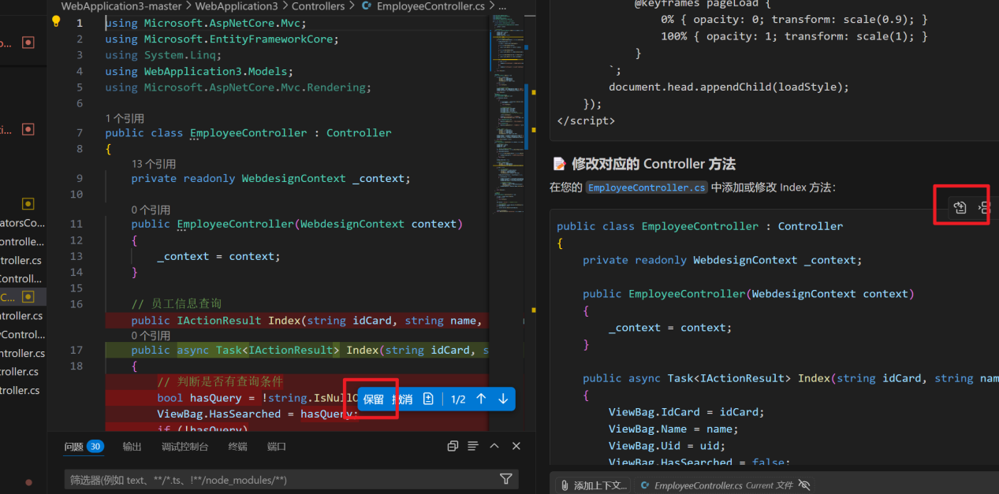 WebApplication3-master > WebApplication3 > Controllers > C# EmployeeController.cs > ...
1 using Microsoft.AspNetCore.Mvc;
2 using Microsoft.EntityFrameworkCore;
3 using System.Linq;
4 using WebApplication3.Models;
5 using Microsoft.AspNetCore.Mvc.Rendering;
6
1 个引用
7 public class EmployeeController : Controller
8 {
13 个引用
9 private readonly WebdesignContext _context;
10
0 个引用
11 public EmployeeController(WebdesignContext context)
12 {
13 _context = context;
14 }
15
16 // 员工信息查询
public IActionResult Index(string idCard, string name,
0 个引用
17 public async Task<IActionResult> Index(string idCard, s
18 {
// 判断是否有查询条件
bool hasQuery = !string.IsNullC
ViewBag.HasSearched = hasQuery;
if (!hasQuery)
保留 撤消 1/2
atorsCo...
ontrolle...
troller.cs
Controll...
C...
ntroller.cs
yControl...
ntroller.cs
roller.cs
troller.cs
问题 30 输出 调试控制台 终端 端口
筛选器(例如 text、**/*.ts、!**/node_modules/**)
@keyframes pageLoad {
0% { opacity: 0; transform: scale(0.9); }
100% { opacity: 1; transform: scale(1); }
}
`;
document.head.appendChild(loadStyle);
});
</script>
📝 修改对应的 Controller 方法
在您的 EmployeeController.cs 中添加或修改 Index 方法：
public class EmployeeController : Controller
{
private readonly WebdesignContext _context;
public EmployeeController(WebdesignContext context)
{
_context = context;
}
public async Task<IActionResult> Index(string idCard, string nam
{
ViewBag.IdCard = idCard;
ViewBag.Name = name;
ViewBag.Uid = uid;
ViewBag.HasSearched = false;
添加上下文... C# EmployeeController.cs Current 文件